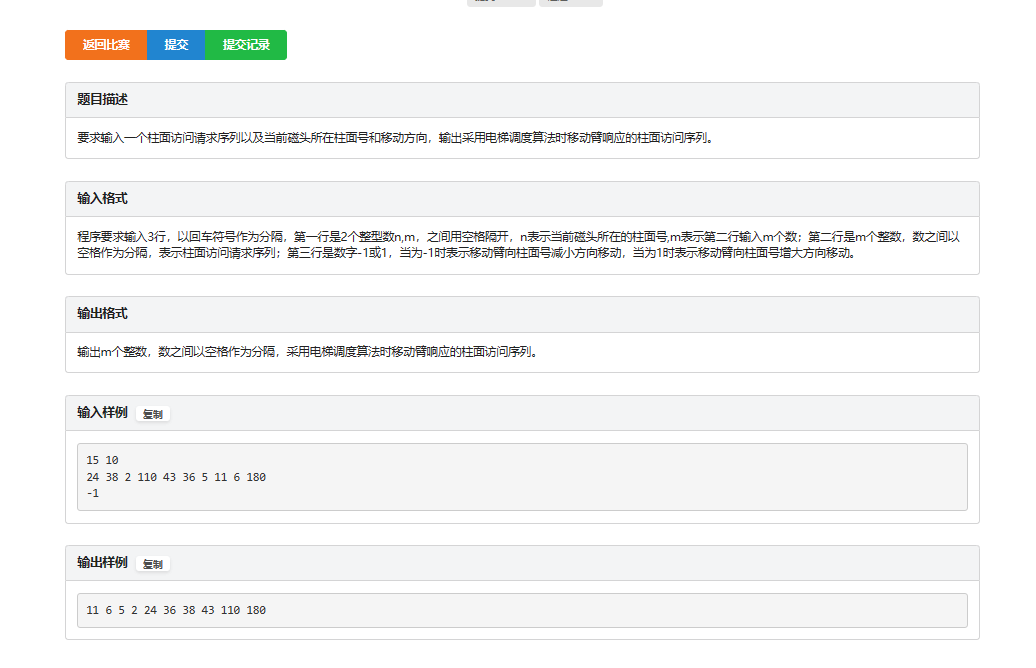 返回比赛 提交 提交记录
题目描述
要求输入一个柱面访问请求序列以及当前磁头所在柱面号和移动方向，输出采用电梯调度算法时移动臂响应的柱面访问序列。
输入格式
程序要求输入3行，以回车符号作为分隔，第一行是2个整型数n,m，之间用空格隔开，n表示当前磁头所在的柱面号,m表示第二行输入m个数；第二行是m个整数，数之间以
空格作为分隔，表示柱面访问请求序列；第三行是数字-1或1，当为-1时表示移动臂向柱面号减小方向移动，当为1时表示移动臂向柱面号增大方向移动。
输出格式
输出m个整数，数之间以空格作为分隔，采用电梯调度算法时移动臂响应的柱面访问序列。
输入样例 复制
15 10
24 38 2 110 43 36 5 11 6 180
-1
输出样例 复制
11 6 5 2 24 36 38 43 110 180